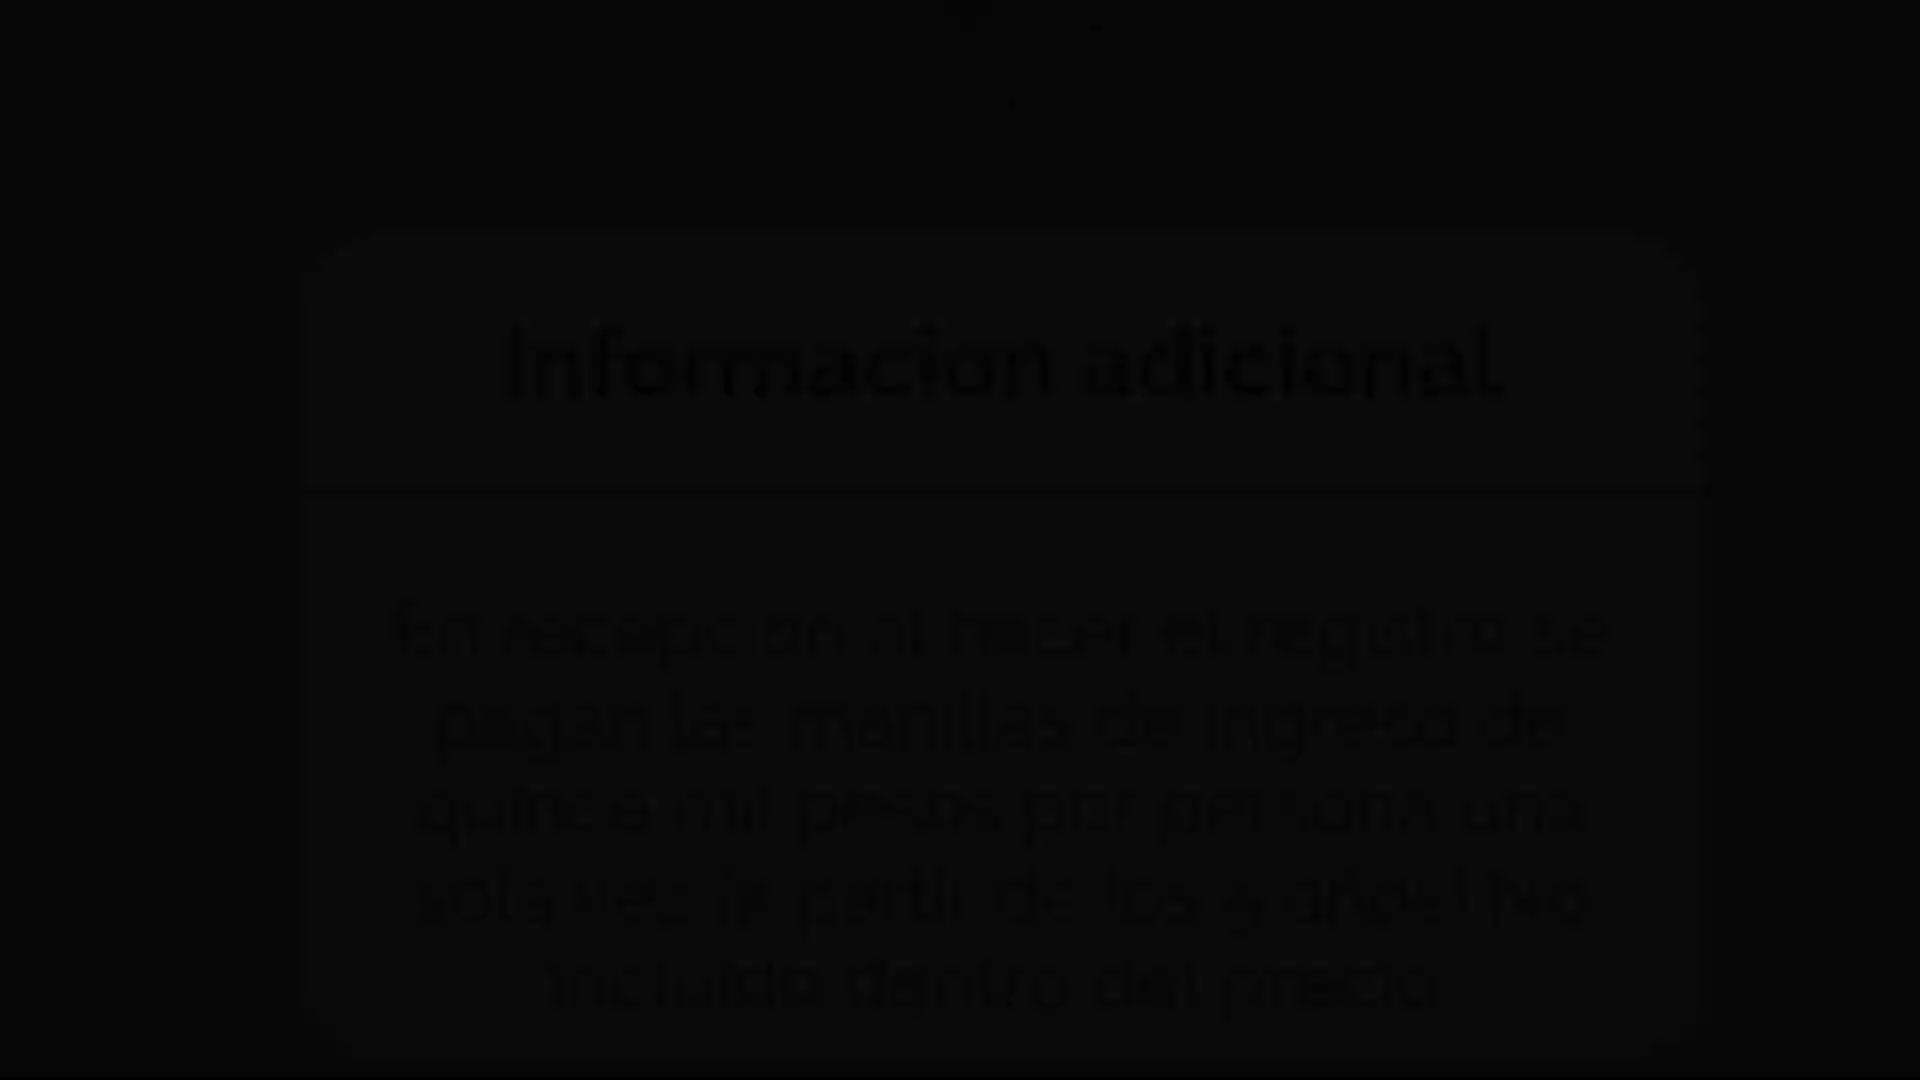 Informacion adicional
En recepción al hacer el registro se
pagan las manillas de ingreso de
quince mil pesos por persona una
sola vez (a partir de los años) No
incluido dentro del precio